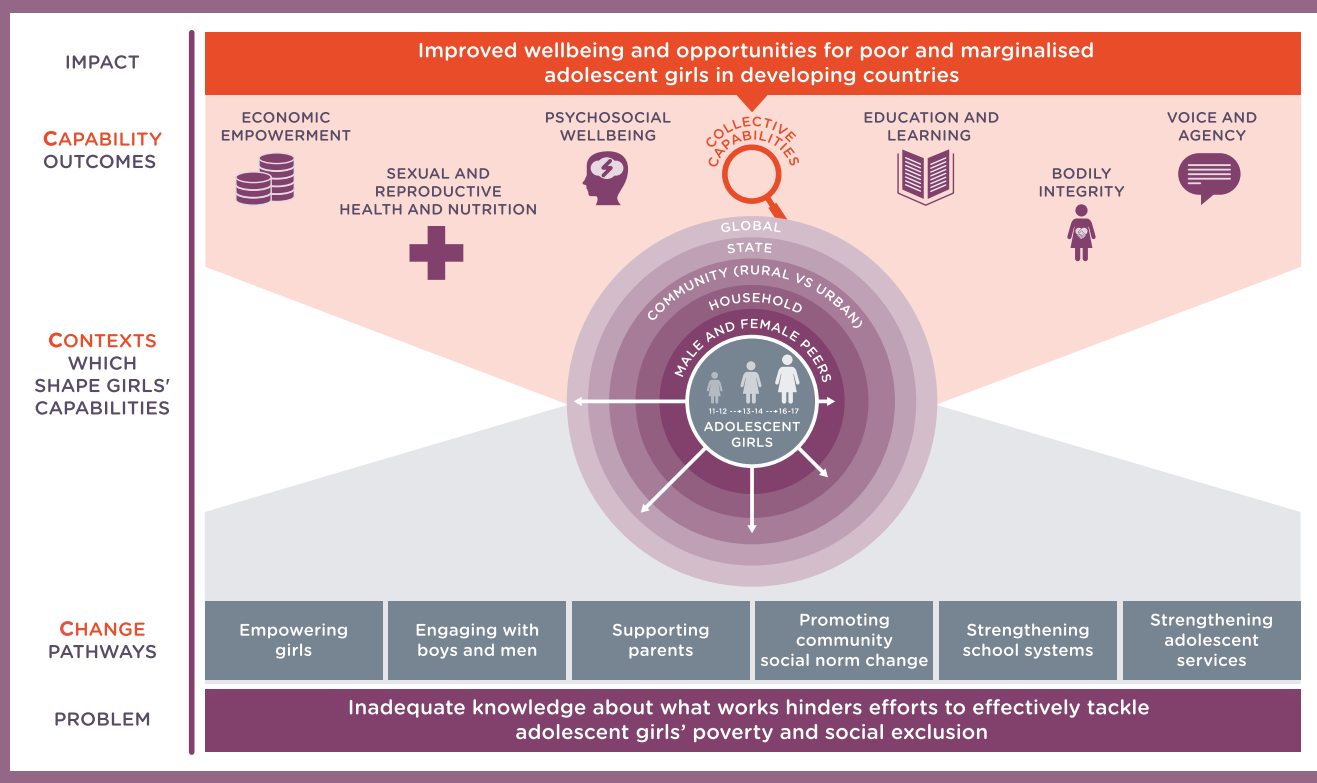 IMPACT
Improved wellbeing and opportunities for poor and marginalised
adolescent girls in developing countries
CAPABILITY
OUTCOMES
ECONOMIC
EMPOWERMENT
SEXUAL AND
REPRODUCTIVE
HEALTH AND NUTRITION
PSYCHOSOCIAL
WELLBEING
COLLECTIVE
CAPABILITIES
EDUCATION AND
LEARNING
BODILY
INTEGRITY
VOICE AND
AGENCY
CONTEXTS
WHICH
SHAPE GIRLS'
CAPABILITIES
GLOBAL
STATE
COMMUNITY (RURAL VS URBAN)
HOUSEHOLD
MALE AND FEMALE PEERS
11-12 --→13-14 --→16-17
ADOLESCENT
GIRLS
CHANGE
PATHWAYS
Empowering
girls
Engaging with
boys and men
Supporting
parents
Promoting
community
social norm change
Strengthening
school systems
Strengthening
adolescent
services
PROBLEM
Inadequate knowledge about what works hinders efforts to effectively tackle
adolescent girls’ poverty and social exclusion